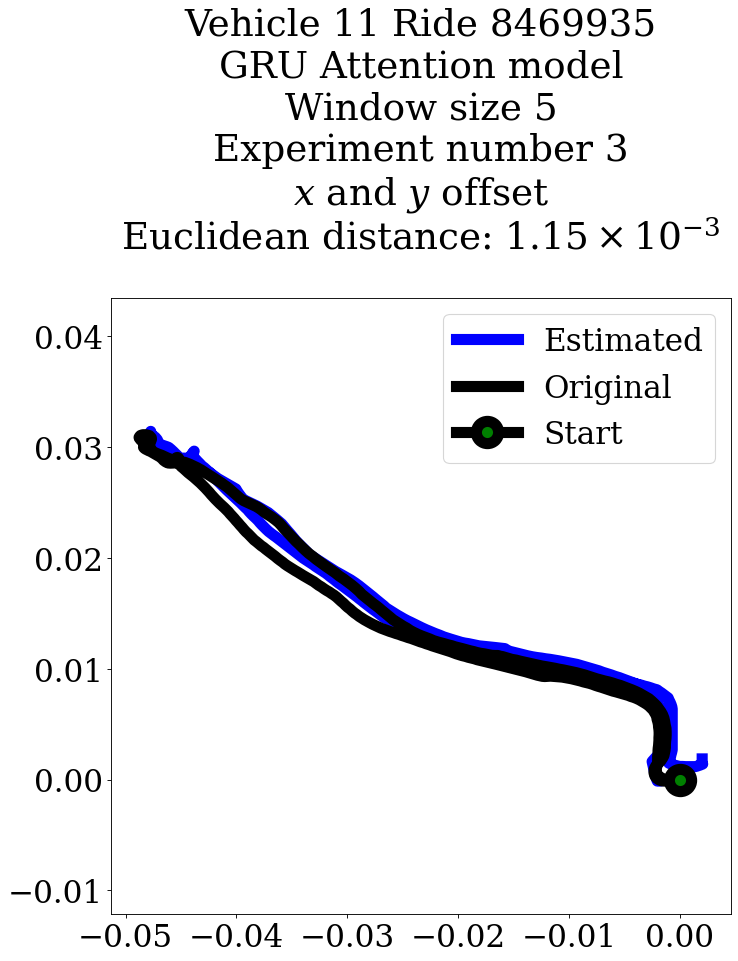 Vehicle 11 Ride 8469935
GRU Attention model
Window size 5
Experiment number 3
x and y offset
Euclidean distance: 1.15 × 10⁻³
Estimated
Original
Start
0.04
0.03
0.02
0.01
0.00
−0.01
−0.05 −0.04 −0.03 −0.02 −0.01 0.00